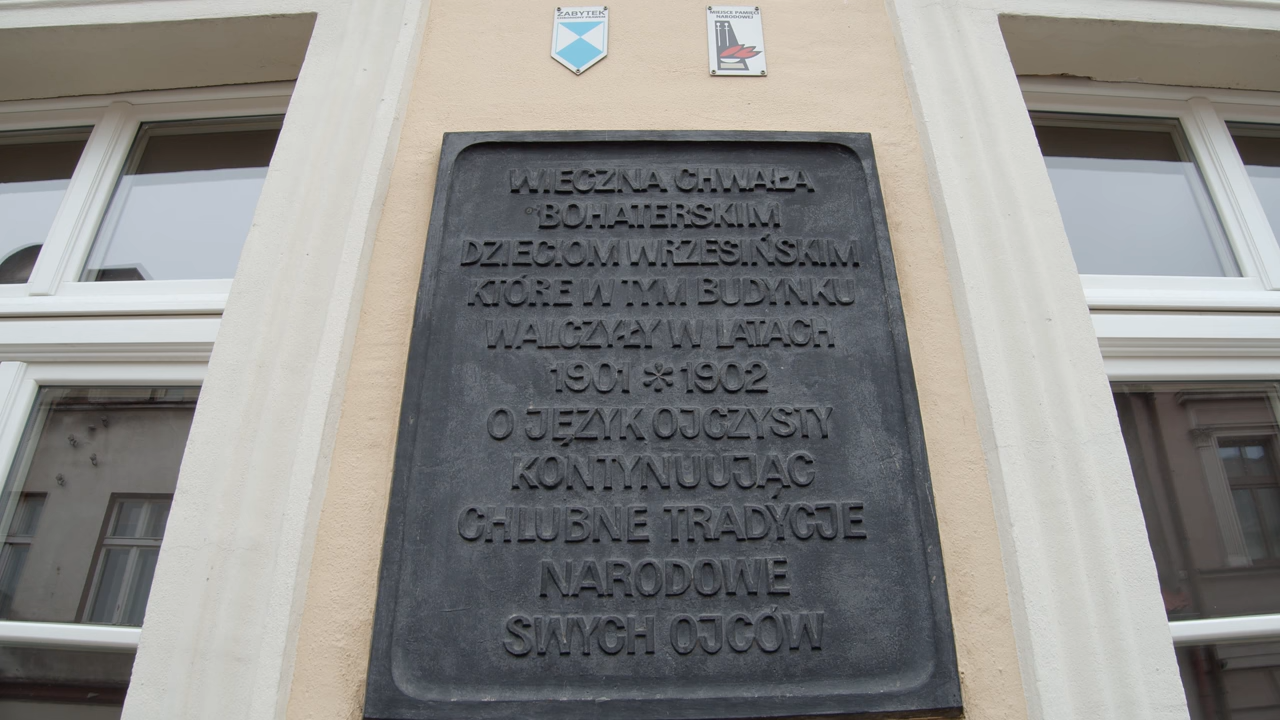 ZABYTEK
MIEJSCE PAMIĘCI
NARODOWEJ
WIECZNA CHWAŁA
BOHATERSKIM
DZIECIOM WRZESIŃSKIM
KTÓRE W TYM BUDYNKU
WALCZYŁY W LATACH
1901 * 1902
O JĘZYK OJCZYSTY
KONTYNUUJĄC
CHLUBNE TRADYCJE
NARODOWE
SWYCH OJCÓW